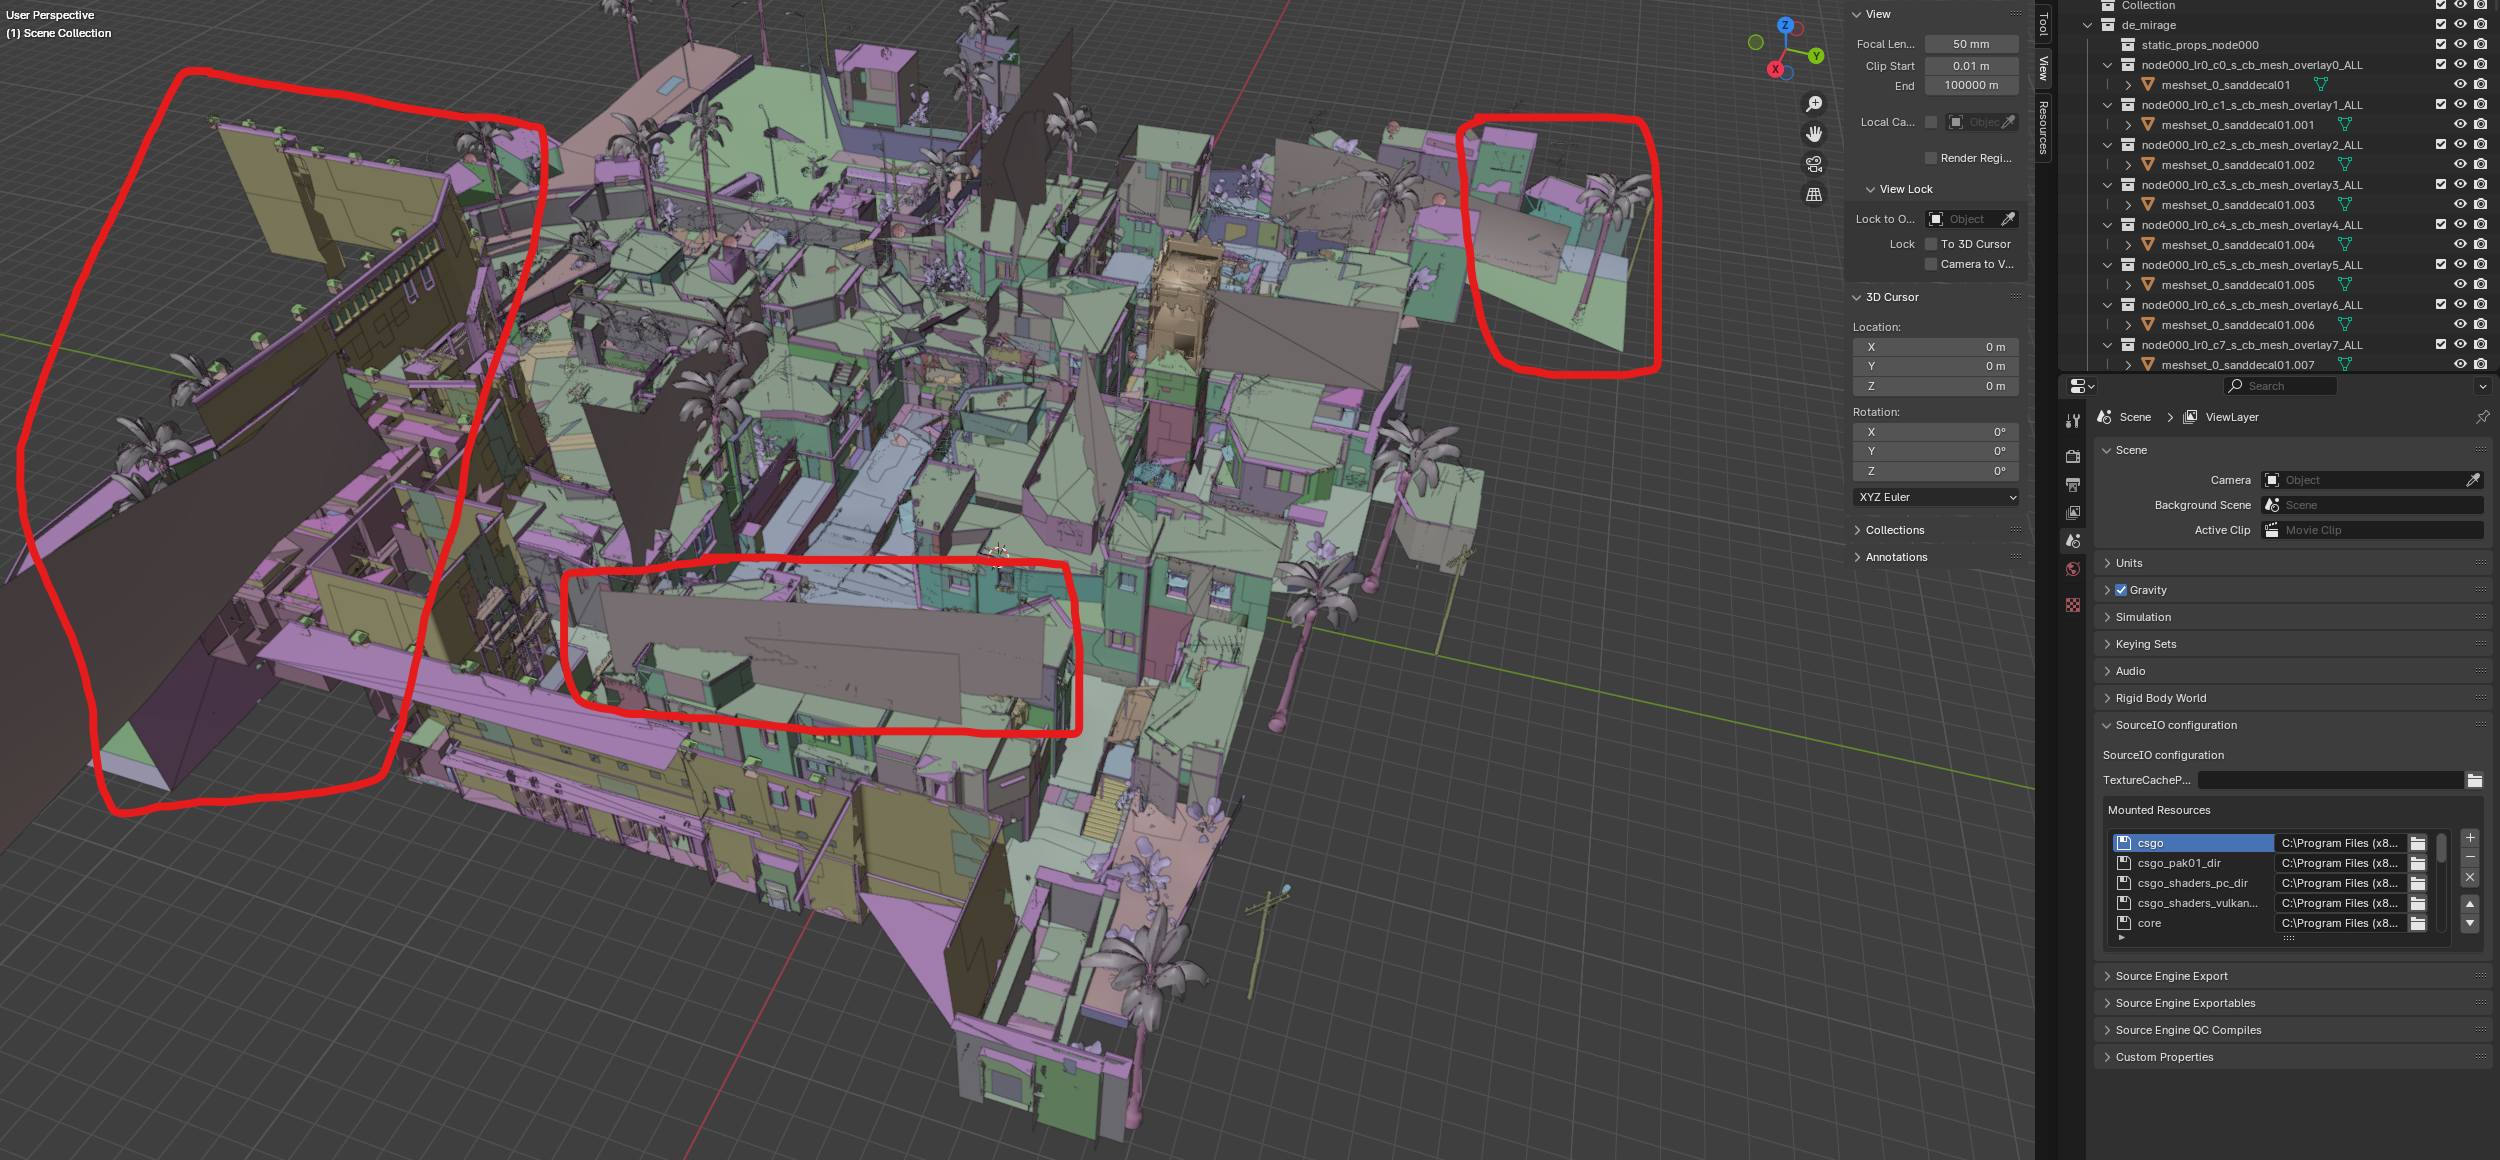 User Perspective
(1) Scene Collection
Z
Y
X
View
Focal Len...
50 mm
Clip Start
0.01 m
End
100000 m
Local Ca...
Objec
Render Regi...
View Lock
Lock to O...
Object
Lock
To 3D Cursor
Camera to V...
3D Cursor
Location:
X
0 m
Y
0 m
Z
0 m
Rotation:
X
0°
Y
0°
Z
0°
XYZ Euler
Collections
Annotations
Tool
View
Resources
Collection
de_mirage
static_props_node000
node000_lr0_c0_s_cb_mesh_overlay0_ALL
meshset_0_sanddecal01
node000_lr0_c1_s_cb_mesh_overlay1_ALL
meshset_0_sanddecal01.001
node000_lr0_c2_s_cb_mesh_overlay2_ALL
meshset_0_sanddecal01.002
node000_lr0_c3_s_cb_mesh_overlay3_ALL
meshset_0_sanddecal01.003
node000_lr0_c4_s_cb_mesh_overlay4_ALL
meshset_0_sanddecal01.004
node000_lr0_c5_s_cb_mesh_overlay5_ALL
meshset_0_sanddecal01.005
node000_lr0_c6_s_cb_mesh_overlay6_ALL
meshset_0_sanddecal01.006
node000_lr0_c7_s_cb_mesh_overlay7_ALL
meshset_0_sanddecal01.007
Search
Scene
ViewLayer
Scene
Camera
Object
Background Scene
Scene
Active Clip
Movie Clip
Units
Gravity
Simulation
Keying Sets
Audio
Rigid Body World
SourceIO configuration
SourceIO configuration
TextureCacheP...
Mounted Resources
csgo
C:\Program Files (x8...
csgo_pak01_dir
C:\Program Files (x8...
csgo_shaders_pc_dir
C:\Program Files (x8...
csgo_shaders_vulkan...
C:\Program Files (x8...
core
C:\Program Files (x8...
Source Engine Export
Source Engine Exportables
Source Engine QC Compiles
Custom Properties